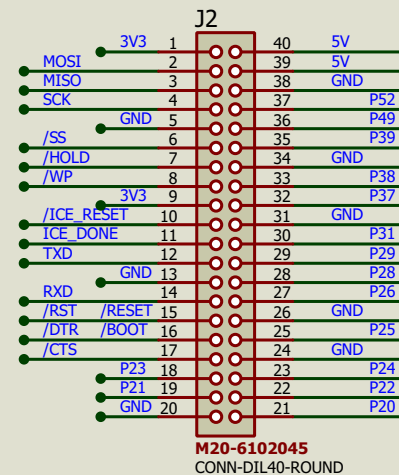 J2
3V3 1 40 5V
MOSI 2 39 5V
MISO 3 38 GND
SCK 4 37 P52
GND 5 36 P49
/SS 6 35 P39
/HOLD 7 34 GND
/WP 8 33 P38
3V3 9 32 P37
/ICE_RESET 10 31 GND
ICE_DONE 11 30 P31
TXD 12 29 P29
GND 13 28 P28
RXD 14 27 P26
/RST /RESET 15 26 GND
/DTR /BOOT 16 25 P25
/CTS 17 24 GND
P23 18 23 P24
P21 19 22 P22
GND 20 21 P20
M20-6102045
CONN-DIL40-ROUND